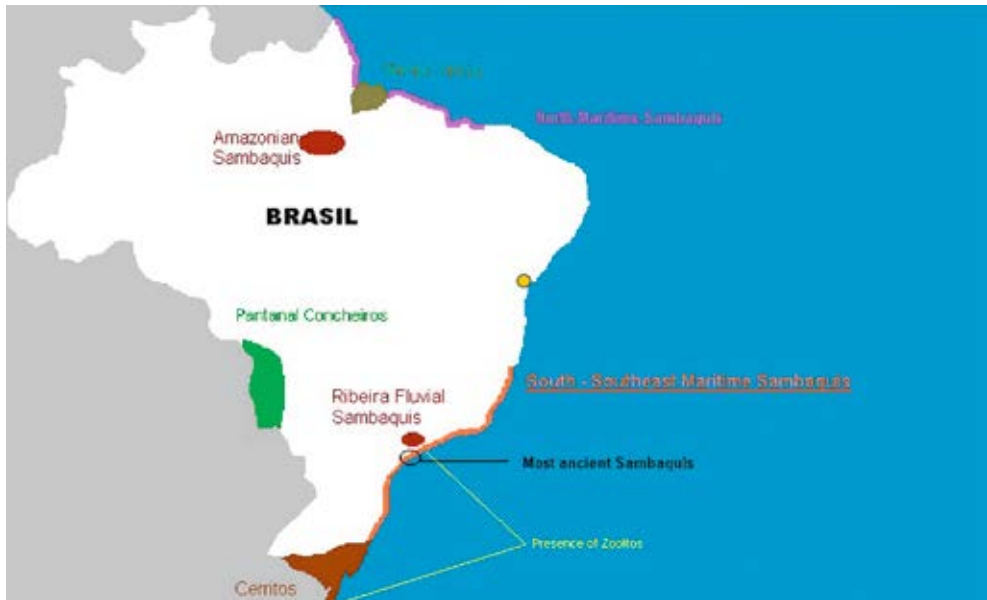 North Maritime Sambaquis
Amazonian
Sambaquis
BRASIL
Pantanal Concheiros
South - Southeast Maritime Sambaquis
Ribeira Fluvial
Sambaquis
Most ancient Sambaquis
Presence of Zoolitos
Cerritos